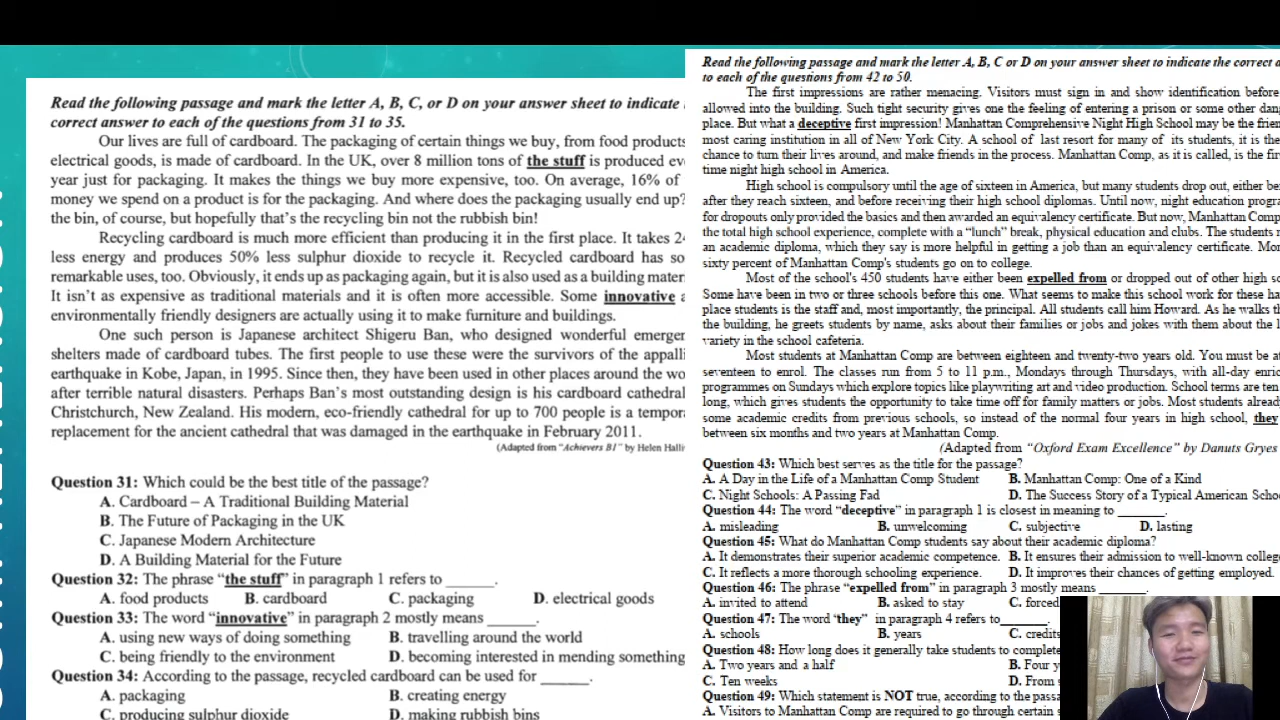 Read the following passage and mark the letter A, B, C, or D on your answer sheet to indicate
correct answer to each of the questions from 31 to 35.
Our lives are full of cardboard. The packaging of certain things we buy, from food products
electrical goods, is made of cardboard. In the UK, over 8 million tons of the stuff is produced ev
year just for packaging. It makes the things we buy more expensive, too. On average, 16% of
money we spend on a product is for the packaging. And where does the packaging usually end up?
the bin, of course, but hopefully that's the recycling bin not the rubbish bin!
Recycling cardboard is much more efficient than producing it in the first place. It takes 24
less energy and produces 50% less sulphur dioxide to recycle it. Recycled cardboard has so
remarkable uses, too. Obviously, it ends up as packaging again, but it is also used as a building mater
It isn't as expensive as traditional materials and it is often more accessible. Some innovative a
environmentally friendly designers are actually using it to make furniture and buildings.
One such person is Japanese architect Shigeru Ban, who designed wonderful emerger
shelters made of cardboard tubes. The first people to use these were the survivors of the appalli
earthquake in Kobe, Japan, in 1995. Since then, they have been used in other places around the wo
after terrible natural disasters. Perhaps Ban's most outstanding design is his cardboard cathedral
Christchurch, New Zealand. His modern, eco-friendly cathedral for up to 700 people is a tempora
replacement for the ancient cathedral that was damaged in the earthquake in February 2011.
(Adapted from "Achievers B1" by Helen Halli
Question 31: Which could be the best title of the passage?
A. Cardboard – A Traditional Building Material
B. The Future of Packaging in the UK
C. Japanese Modern Architecture
D. A Building Material for the Future
Question 32: The phrase "the stuff" in paragraph 1 refers to ______.
A. food products B. cardboard C. packaging D. electrical goods
Question 33: The word "innovative" in paragraph 2 mostly means ______.
A. using new ways of doing something B. travelling around the world
C. being friendly to the environment D. becoming interested in mending something
Question 34: According to the passage, recycled cardboard can be used for ______.
A. packaging B. creating energy
C. producing sulphur dioxide D. making rubbish bins
Read the following passage and mark the letter A, B, C or D on your answer sheet to indicate the correct a
to each of the questions from 42 to 50.
The first impressions are rather menacing. Visitors must sign in and show identification before
allowed into the building. Such tight security gives one the feeling of entering a prison or some other dan
place. But what a deceptive first impression! Manhattan Comprehensive Night High School may be the frien
most caring institution in all of New York City. A school of last resort for many of its students, it is the
chance to turn their lives around, and make friends in the process. Manhattan Comp, as it is called, is the fir
time night high school in America.
High school is compulsory until the age of sixteen in America, but many students drop out, either be
after they reach sixteen, and before receiving their high school diplomas. Until now, night education progra
for dropouts only provided the basics and then awarded an equivalency certificate. But now, Manhattan Comp
the total high school experience, complete with a "lunch" break, physical education and clubs. The students r
an academic diploma, which they say is more helpful in getting a job than an equivalency certificate. Mor
sixty percent of Manhattan Comp's students go on to college.
Most of the school's 450 students have either been expelled from or dropped out of other high sc
Some have been in two or three schools before this one. What seems to make this school work for these ha
place students is the staff and, most importantly, the principal. All students call him Howard. As he walks th
the building, he greets students by name, asks about their families or jobs and jokes with them about the l
variety in the school cafeteria.
Most students at Manhattan Comp are between eighteen and twenty-two years old. You must be at
seventeen to enrol. The classes run from 5 to 11 p.m., Mondays through Thursdays, with all-day enric
programmes on Sundays which explore topics like playwriting art and video production. School terms are ten
long, which gives students the opportunity to take time off for family matters or jobs. Most students already
some academic credits from previous schools, so instead of the normal four years in high school, they
between six months and two years at Manhattan Comp.
(Adapted from "Oxford Exam Excellence" by Danuts Gryes
Question 43: Which best serves as the title for the passage?
A. A Day in the Life of a Manhattan Comp Student B. Manhattan Comp: One of a Kind
C. Night Schools: A Passing Fad D. The Success Story of a Typical American Scho
Question 44: The word "deceptive" in paragraph 1 is closest in meaning to ______.
A. misleading B. unwelcoming C. subjective D. lasting
Question 45: What do Manhattan Comp students say about their academic diploma?
A. It demonstrates their superior academic competence. B. It ensures their admission to well-known colleg
C. It reflects a more thorough schooling experience. D. It improves their chances of getting employed.
Question 46: The phrase "expelled from" in paragraph 3 mostly means ______.
A. invited to attend B. asked to stay C. forced
Question 47: The word "they" in paragraph 4 refers to______.
A. schools B. years C. credits
Question 48: How long does it generally take students to complete
A. Two years and a half B. Four y
C. Ten weeks D. From
Question 49: Which statement is NOT true, according to the passa
A. Visitors to Manhattan Comp are required to go through certain s